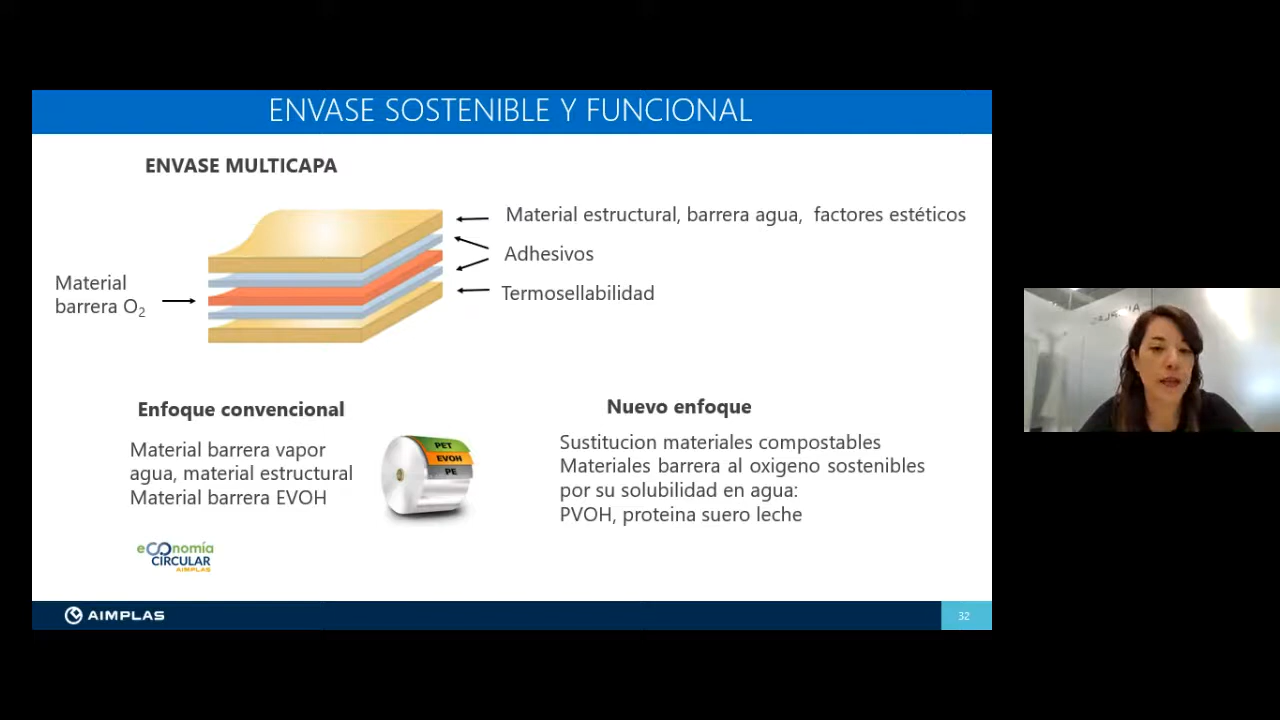 ENVASE SOSTENIBLE Y FUNCIONAL
ENVASE MULTICAPA
Material estructural, barrera agua, factores estéticos
Adhesivos
Termosellabilidad
Material
barrera O2
Enfoque convencional
Material barrera vapor
agua, material estructural
Material barrera EVOH
PET
EVOH
PE
Nuevo enfoque
Sustitucion materiales compostables
Materiales barrera al oxigeno sostenibles
por su solubilidad en agua:
PVOH, proteina suero leche
eCOnomía
CIRCULAR
AIMPLAS
AIMPLAS
32
AIMPLAS